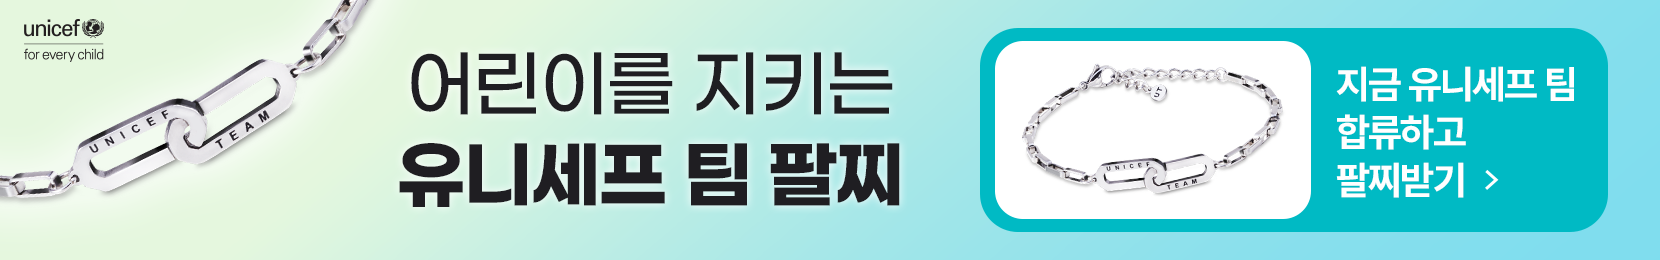 unicef
for every child
UNICEF
TEAM
어린이를 지키는
유니세프 팀 팔찌
UNICEF
TEAM
지금 유니세프 팀
합류하고
팔찌받기 >